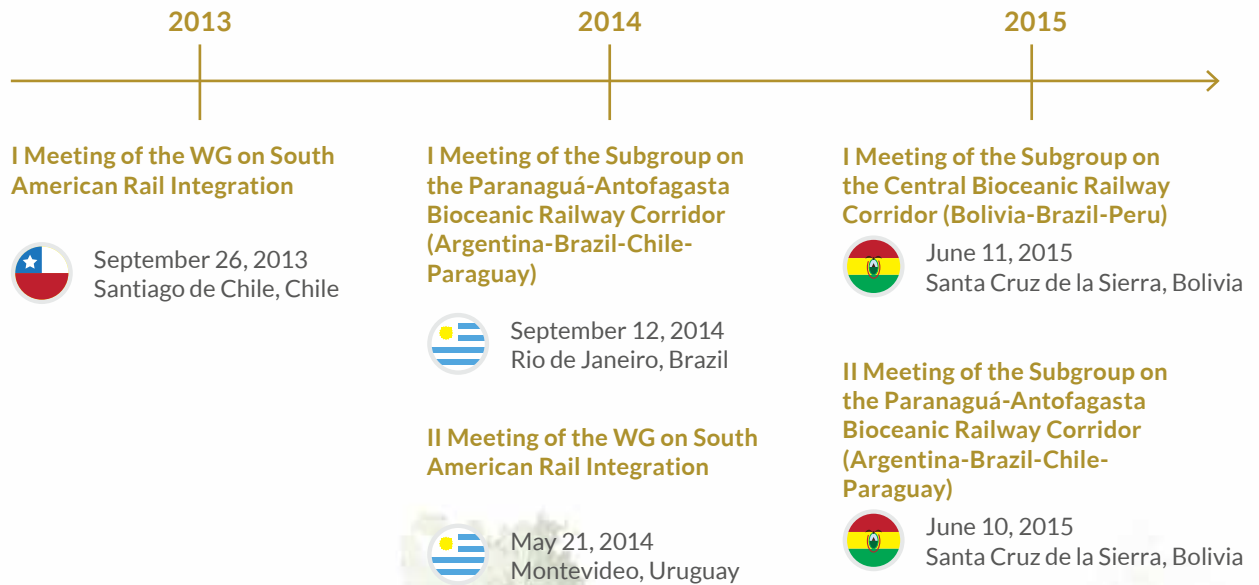 2013
2014
2015
I Meeting of the WG on South
American Rail Integration
September 26, 2013
Santiago de Chile, Chile
I Meeting of the Subgroup on
the Paranaguá-Antofagasta
Bioceanic Railway Corridor
(Argentina-Brazil-Chile-
Paraguay)
September 12, 2014
Rio de Janeiro, Brazil
II Meeting of the WG on South
American Rail Integration
May 21, 2014
Montevideo, Uruguay
I Meeting of the Subgroup on
the Central Bioceanic Railway
Corridor (Bolivia-Brazil-Peru)
June 11, 2015
Santa Cruz de la Sierra, Bolivia
II Meeting of the Subgroup on
the Paranaguá-Antofagasta
Bioceanic Railway Corridor
(Argentina-Brazil-Chile-
Paraguay)
June 10, 2015
Santa Cruz de la Sierra, Bolivia